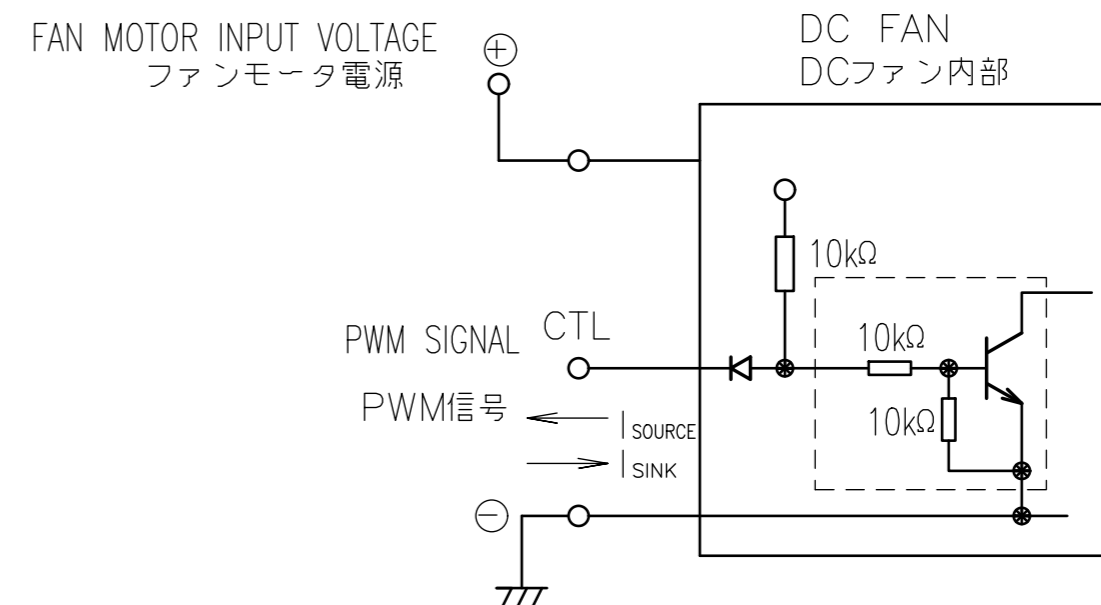 FAN MOTOR INPUT VOLTAGE
ファンモータ電源
⊕
DC FAN
DCファン内部
10kΩ
PWM SIGNAL CTL
10kΩ
PWM信号
10kΩ
I SOURCE
I SINK
⊖